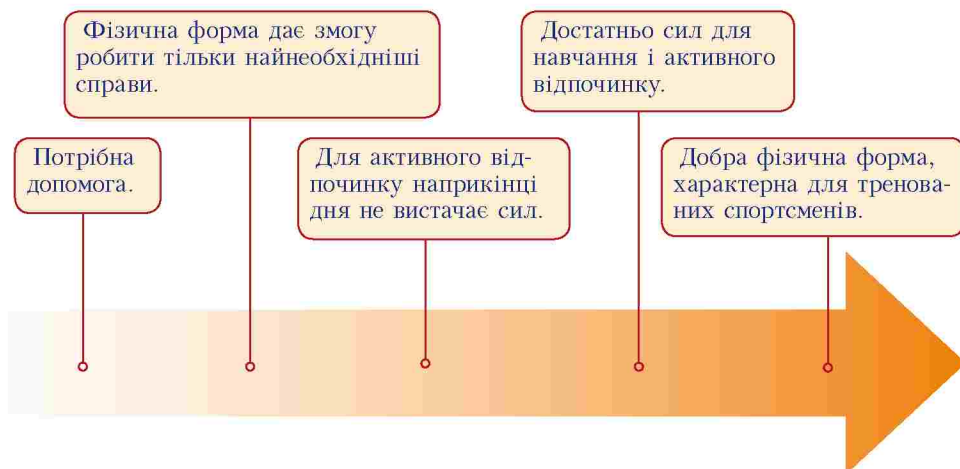 Потрібна
допомога.
Фізична форма дає змогу
робити тільки найнеобхідніші
справи.
Для активного від-
починку наприкінці
дня не вистачає сил.
Достатньо сил для
навчання і активного
відпочинку.
Добра фізична форма,
характерна для тренова-
них спортсменів.